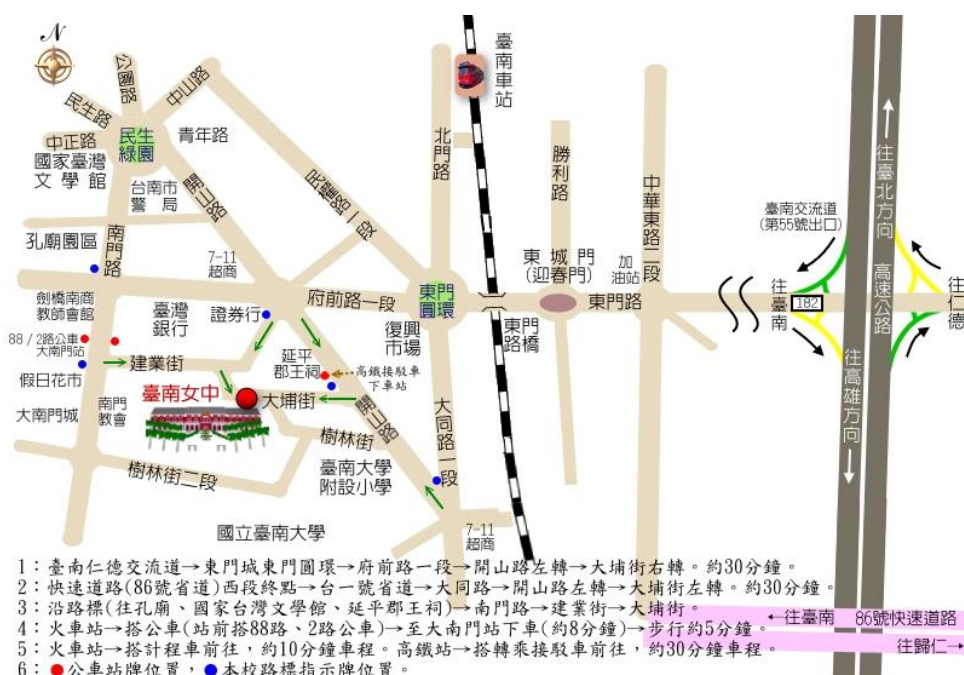 N
臺南車站
公園路
中山路
民生路
中正路
民生
綠園
青年路
國家臺灣
文學館
台南市
警局
開山路
民權路一段
北門路
勝利路
中華東路二段
往臺北方向
臺南交流道
(第55號出口)
孔廟園區
南門路
7-11
超商
東城門
(迎春門)
加
油站
高速公路
劍橋南商
教師會館
臺灣
銀行
證券行
府前路一段
東門
圓環
東門路
往臺南
182
往仁德
復興
市場
東門
路橋
88 / 2路公車
大南門站
建業街
延平
郡王祠
高鐵接駁車
下車站
往高雄方向
假日花市
臺南女中
大埔街
開山路
大同路一段
大南門城
南門
教會
樹林街
樹林街二段
臺南大學
附設小學
國立臺南大學
7-11
超商
1：臺南仁德交流道→東門城東門圓環→府前路一段→開山路左轉→大埔街右轉。約30分鐘。
2：快速道路(86號省道)西段終點→台一號省道→大同路→開山路左轉→大埔街左轉。約30分鐘。
3：沿路標(往孔廟、國家台灣文學館、延平郡王祠)→南門路→建業街→大埔街。
←往臺南 86號快速道路
4：火車站→搭公車(站前搭88路、2路公車)→至大南門站下車(約8分鐘)→步行約5分鐘。
5：火車站→搭計程車前往，約10分鐘車程。高鐵站→搭轉乘接駁車前往，約30分鐘車程。
往歸仁→
6：●公車站牌位置，●本校路標指示牌位置。